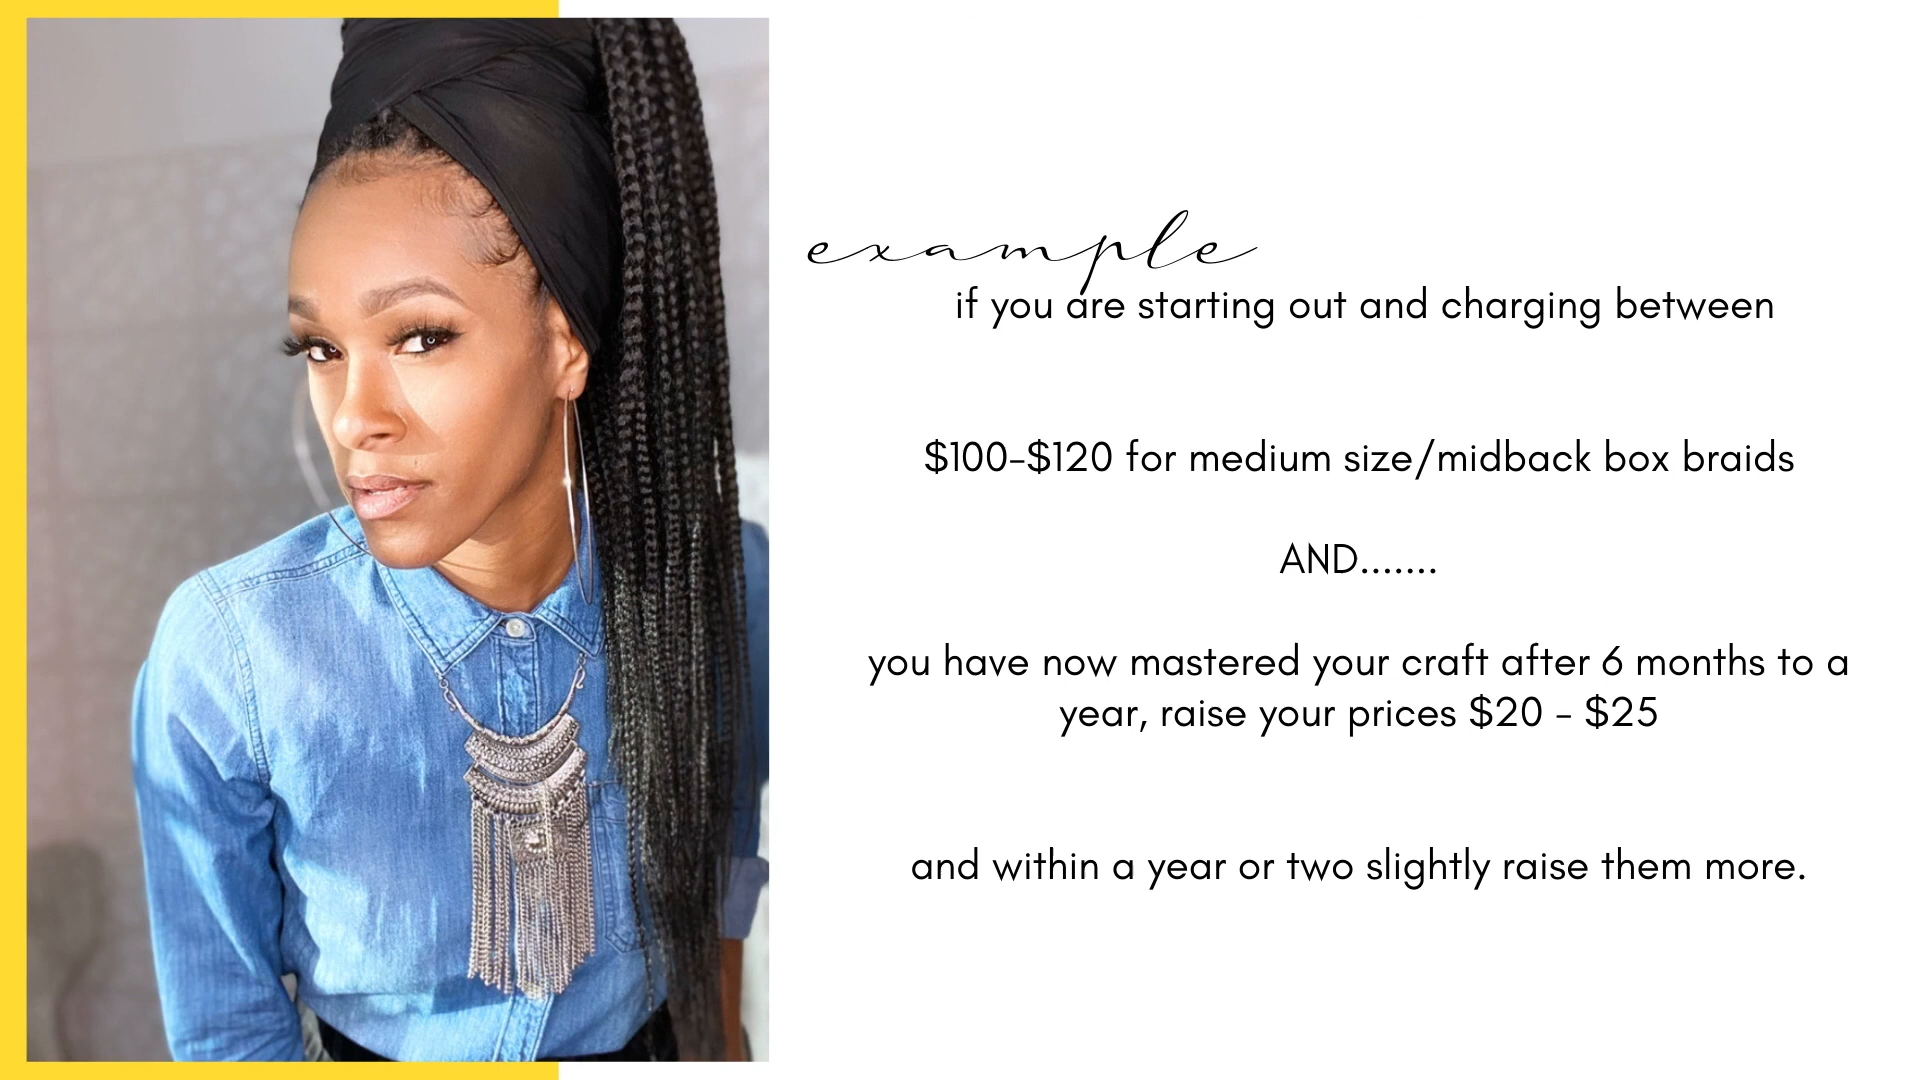 example
if you are starting out and charging between
$100-$120 for medium size/midback box braids
AND.......
you have now mastered your craft after 6 months to a
year, raise your prices $20 - $25
and within a year or two slightly raise them more.